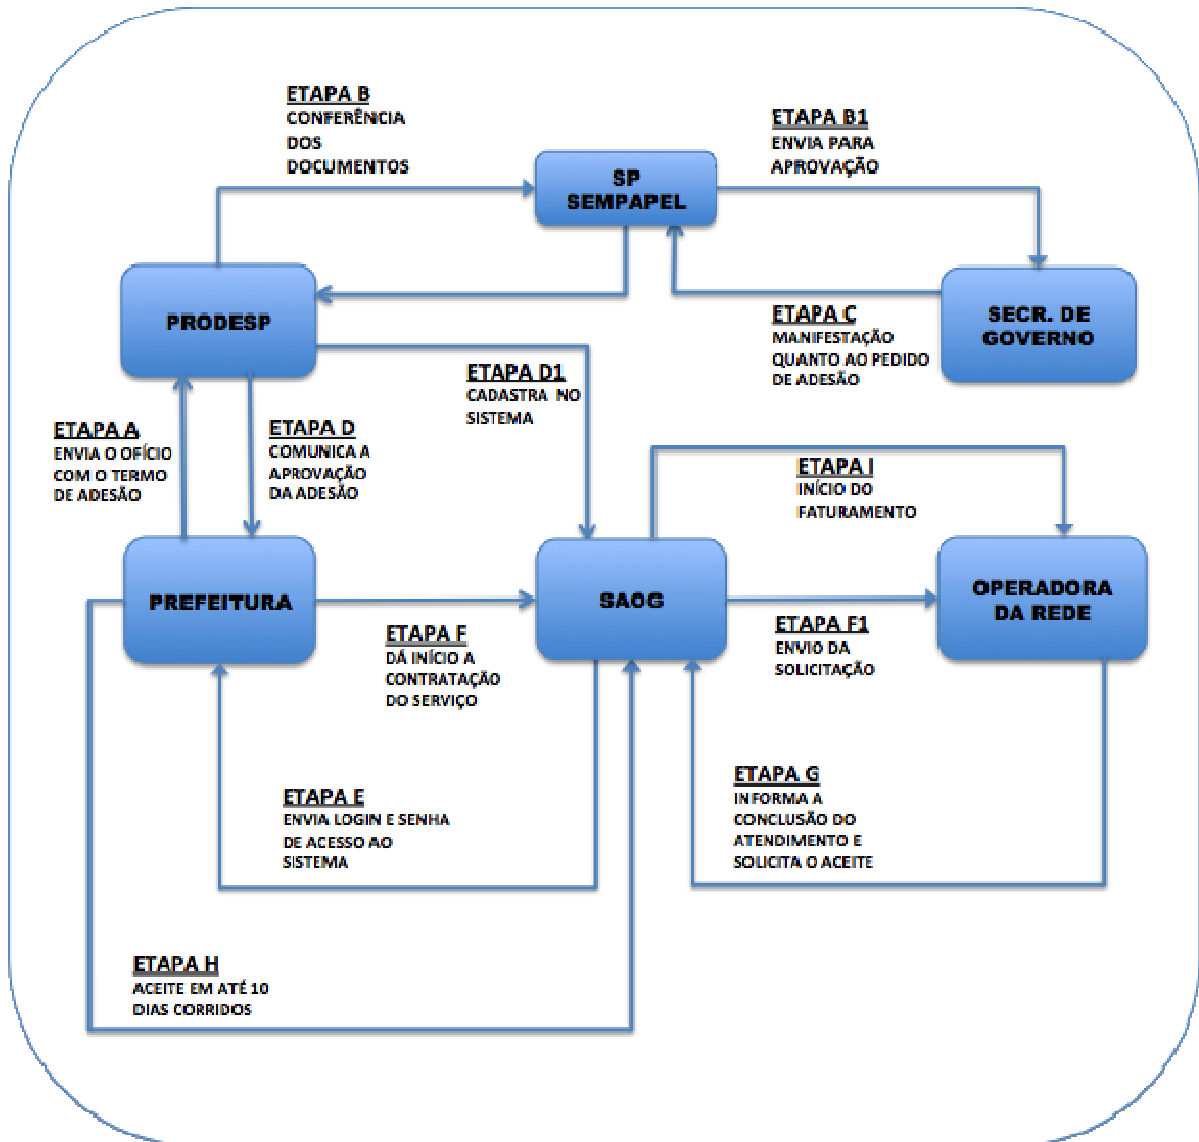 ETAPA B
CONFERÊNCIA
DOS
DOCUMENTOS
ETAPA B1
ENVIA PARA
APROVAÇÃO
SP
SEMPAPEL
PRODESP
SECR. DE
GOVERNO
ETAPA C
MANIFESTAÇÃO
QUANTO AO PEDIDO
DE ADESÃO
ETAPA D1
CADASTRA NO
SISTEMA
ETAPA A
ENVIA O OFÍCIO
COM O TERMO
DE ADESÃO
ETAPA D
COMUNICA A
APROVAÇÃO
DA ADESÃO
ETAPA I
INÍCIO DO
FATURAMENTO
PREFEITURA
SAOG
OPERADORA
DA REDE
ETAPA F
DÁ INÍCIO A
CONTRATAÇÃO
DO SERVIÇO
ETAPA F1
ENVIO DA
SOLICITAÇÃO
ETAPA E
ENVIA LOGIN E SENHA
DE ACESSO AO
SISTEMA
ETAPA G
INFORMA A
CONCLUSÃO DO
ATENDIMENTO E
SOLICITA O ACEITE
ETAPA H
ACEITE EM ATÉ 10
DIAS CORRIDOS